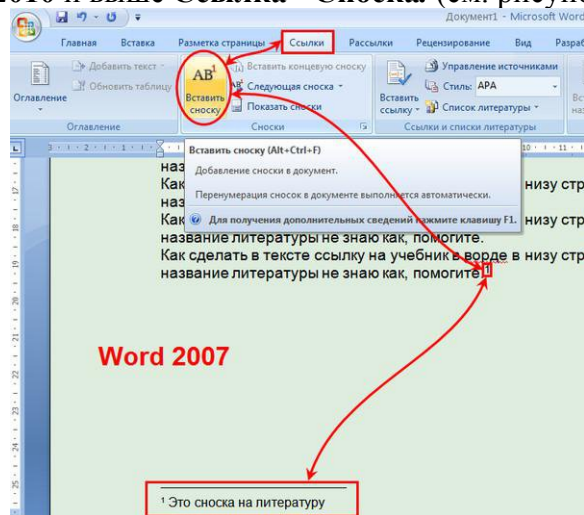 2010 и выше Ссылка – Сноска. (см. рисуно
Документ1 - Microsoft Word
Главная Вставка Разметка страницы Ссылки Рассылки Рецензирование Вид Разраб
Оглавление
Добавить текст
Обновить таблицу
Оглавление
AB¹
Вставить сноску
Вставить концевую сноску
Следующая сноска
Показать сноски
Сноски
Вставить ссылку
Управление источниками
Стиль: APA
Список литературы
Ссылки и списки литературы
Вставить сноску (Alt+Ctrl+F)
Добавление сноски в документ.
Перенумерация сносок в документе выполняется автоматически.
Для получения дополнительных сведений нажмите клавишу F1.
наз
Как низу стр
наз
Как низу стр
название литературы не знаю как, помогите.
Как сделать в тексте ссылку на учебник в ворде в низу стр
название литературы не знаю как, помогите.1
Word 2007
1 Это сноска на литературу